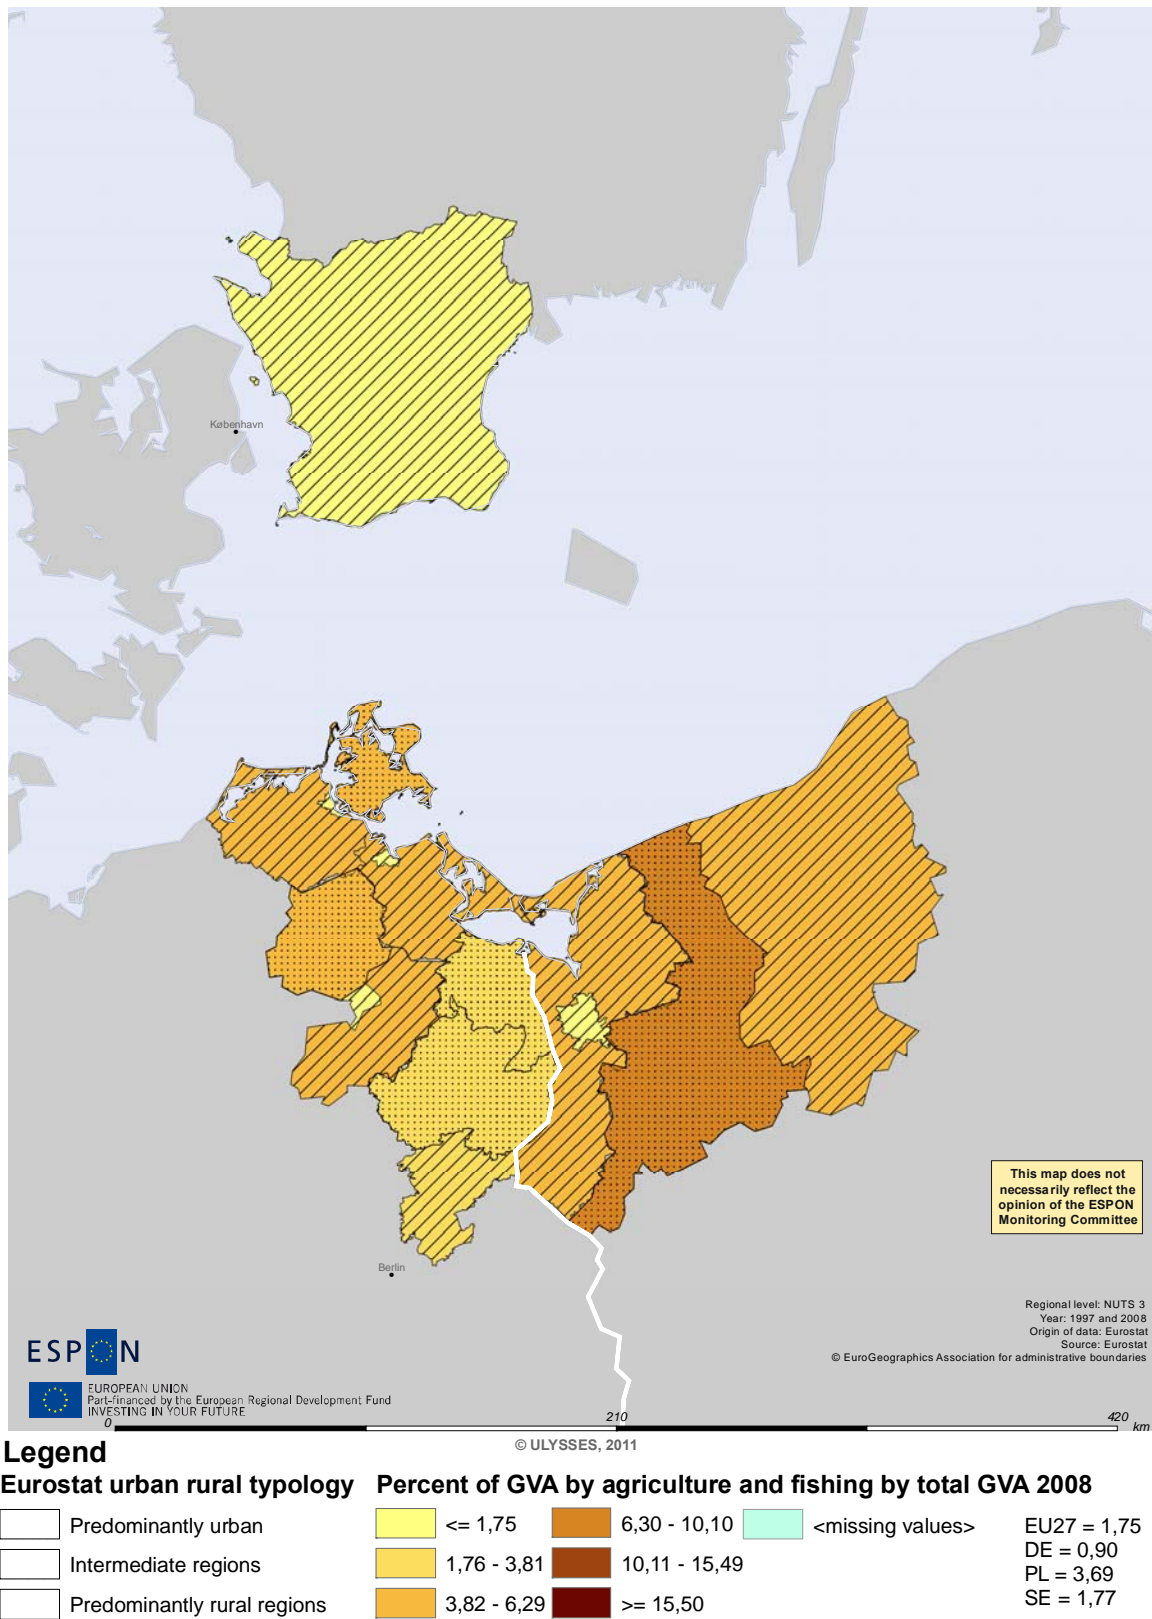 København
Berlin
This map does not
necessarily reflect the
opinion of the ESPON
Monitoring Committee
Regional level: NUTS 3
Year: 1997 and 2008
Origin of data: Eurostat
Source: Eurostat
© EuroGeographics Association for administrative boundaries
ESPON
EUROPEAN UNION
Part-financed by the European Regional Development Fund
INVESTING IN YOUR FUTURE
0 210 420 km
© ULYSSES, 2011
Legend
Eurostat urban rural typology
Predominantly urban
Intermediate regions
Predominantly rural regions
Percent of GVA by agriculture and fishing by total GVA 2008
<= 1,75
1,76 - 3,81
3,82 - 6,29
6,30 - 10,10
10,11 - 15,49
>= 15,50
<missing values>
EU27 = 1,75
DE = 0,90
PL = 3,69
SE = 1,77